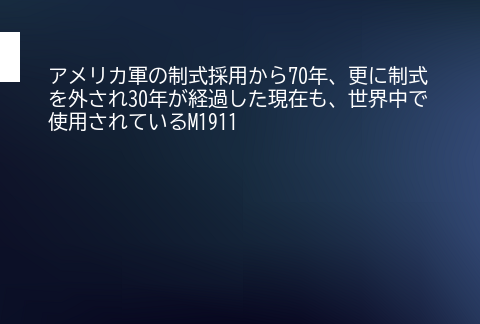 アメリカ軍の制式採用から70年、更に制式
を外され30年が経過した現在も、世界中で
使用されているM1911